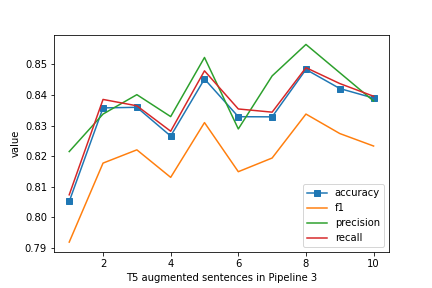 0.85
0.84
0.83
0.82
0.81
0.80
0.79
value
2 4 6 8 10
T5 augmented sentences in Pipeline 3
accuracy
f1
precision
recall